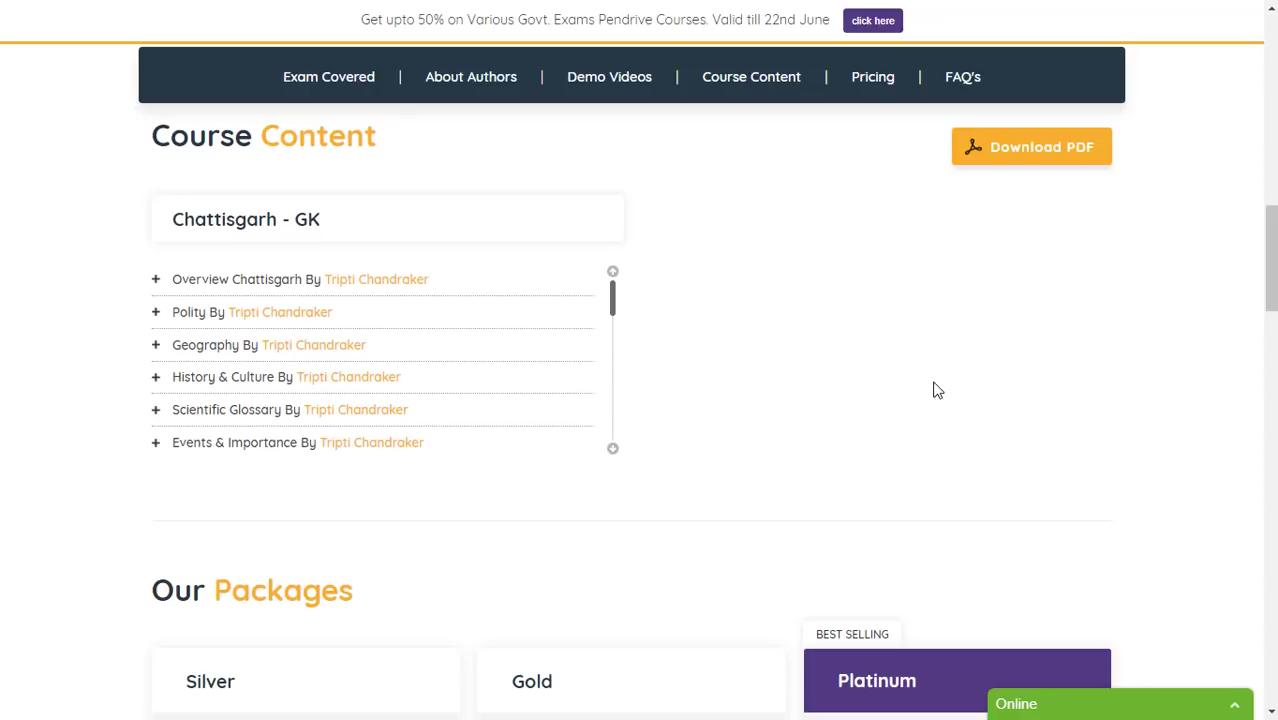 Get upto 50% on Various Govt. Exams Pendrive Courses. Valid till 22nd June click here
Exam Covered | About Authors | Demo Videos | Course Content | Pricing | FAQ's
Course Content
Download PDF
Chattisgarh - GK
+ Overview Chattisgarh By Tripti Chandraker
+ Polity By Tripti Chandraker
+ Geography By Tripti Chandraker
+ History & Culture By Tripti Chandraker
+ Scientific Glossary By Tripti Chandraker
+ Events & Importance By Tripti Chandraker
Our Packages
BEST SELLING
Silver Gold Platinum
Online